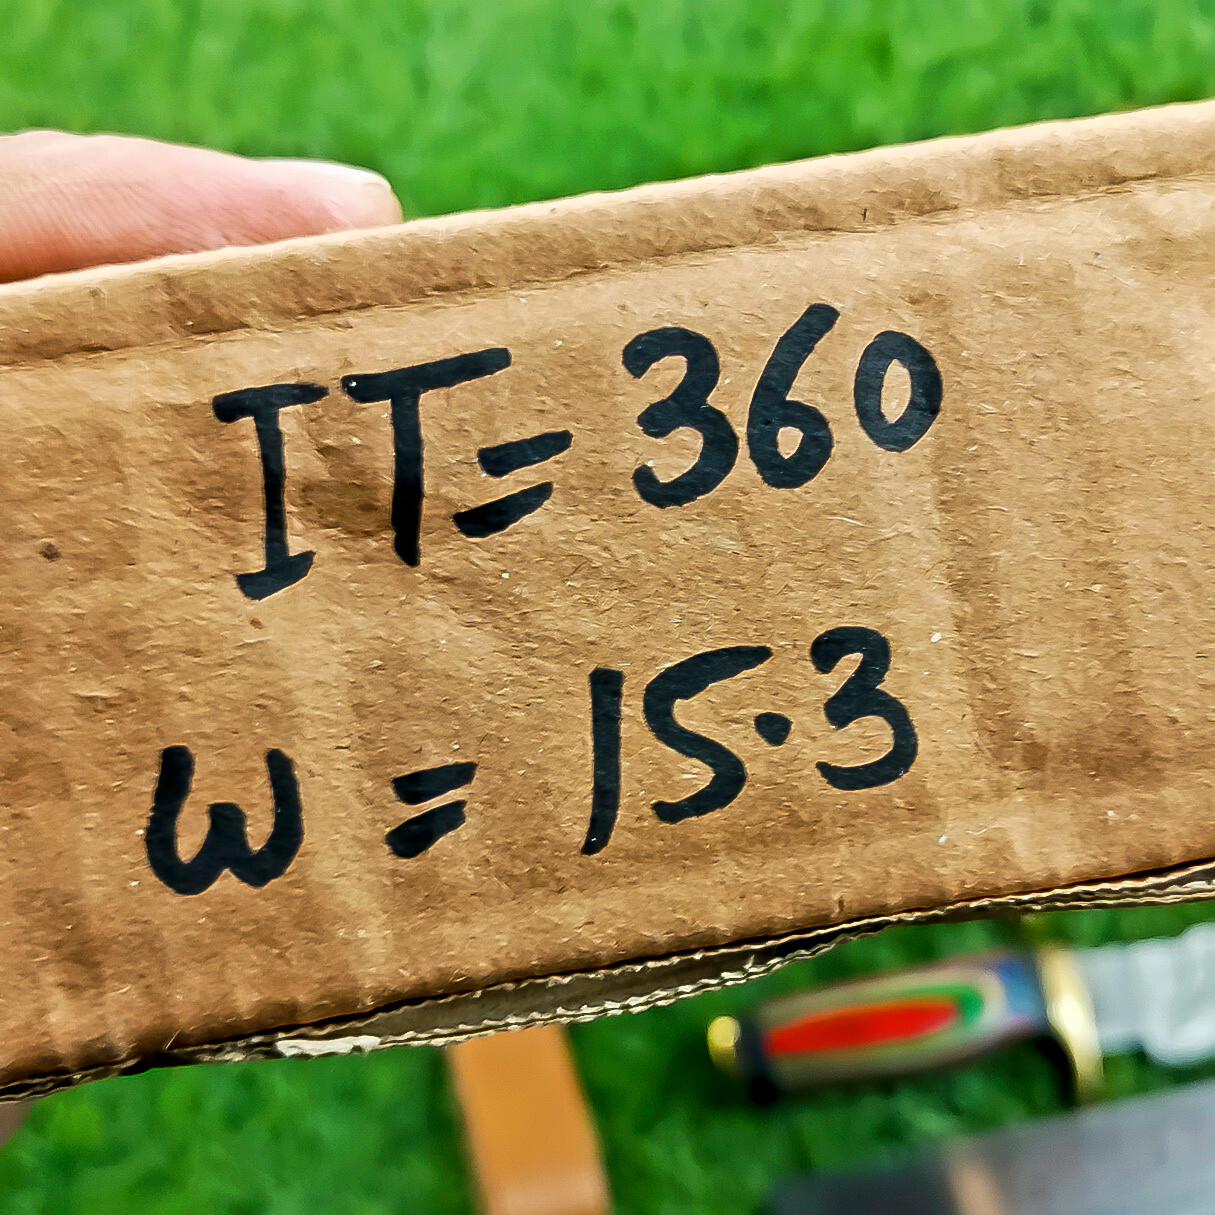 IT= 360
W = 15.3